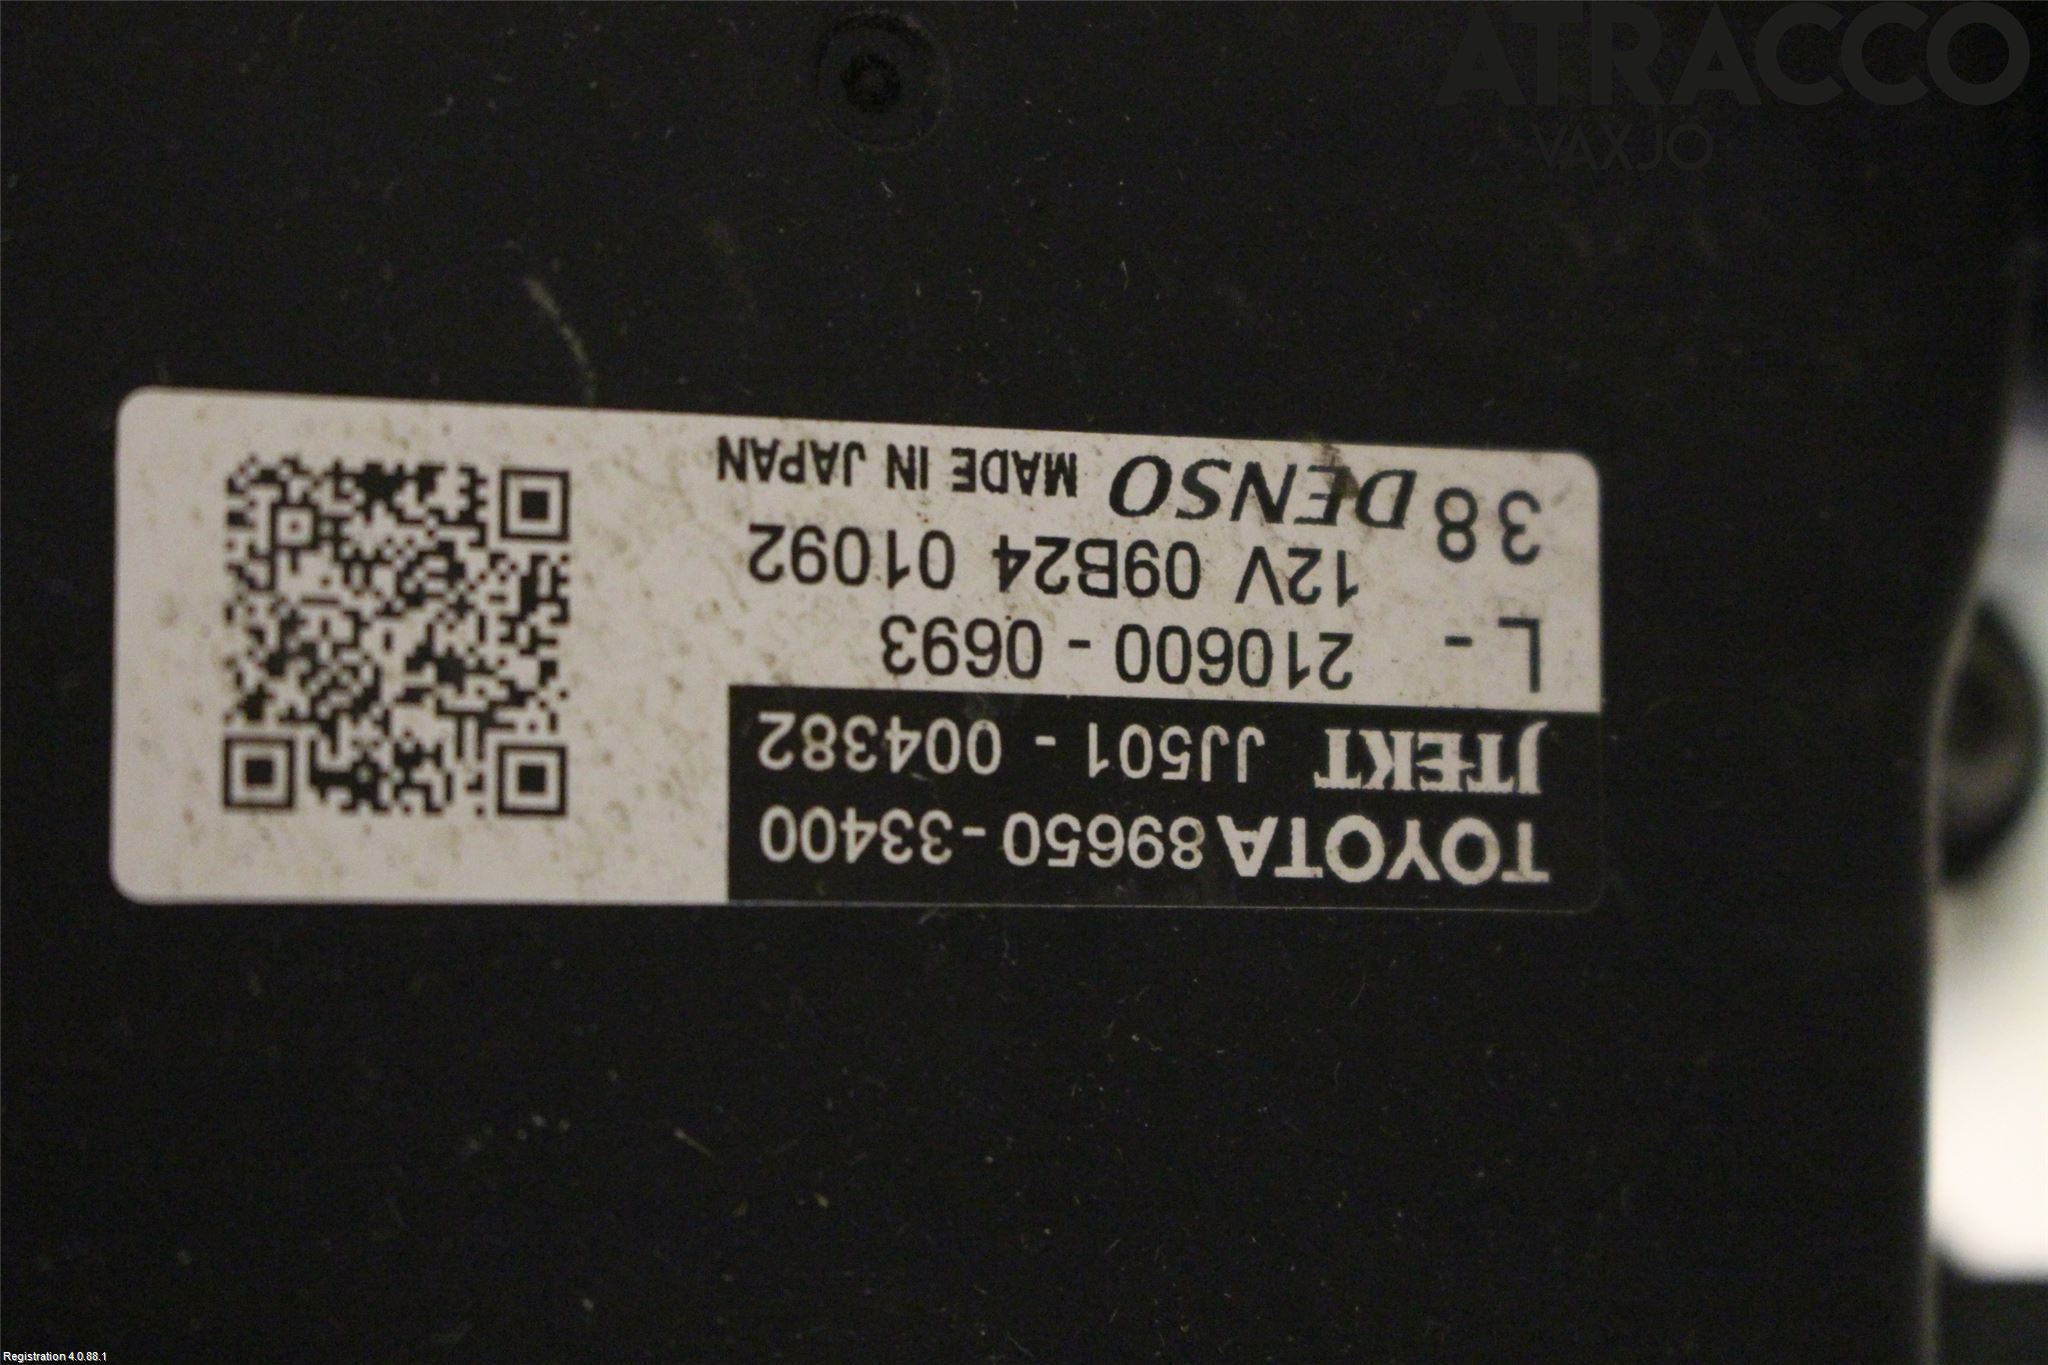 ATRACCO
VÄXJÖ
TOYOTA 89650-33400
JTEKT JJ501 - 004382
L - 210600 - 0693
12V 09B24 01092
38 DENSO MADE IN JAPAN
Registration 4.0.88.1